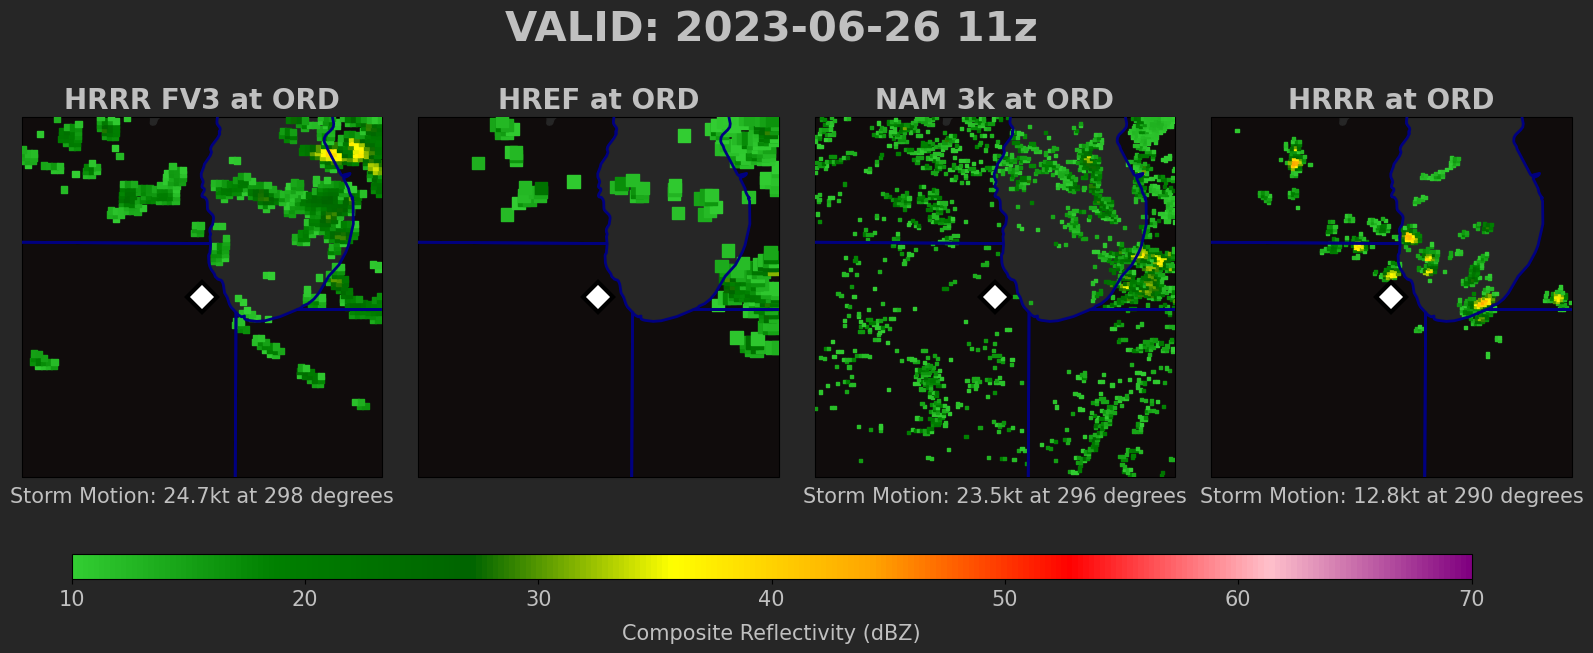 VALID: 2023-06-26 11z
HRRR FV3 at ORD
HREF at ORD
NAM 3k at ORD
HRRR at ORD
Storm Motion: 24.7kt at 298 degrees
Storm Motion: 23.5kt at 296 degrees
Storm Motion: 12.8kt at 290 degrees
10 20 30 40 50 60 70
Composite Reflectivity (dBZ)